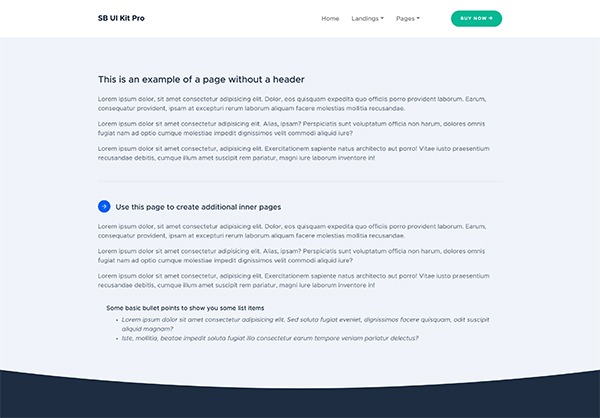 SB UI Kit Pro
Home Landings Pages BUY NOW
This is an example of a page without a header
Lorem ipsum dolor, sit amet consectetur adipisicing elit. Dolor, eos quisquam expedita quo officiis porro provident laborum. Earum,
consequatur provident, ipsam at excepturi rerum laborum aliquam facere molestias mollitia recusandae.
Lorem ipsum dolor sit amet consectetur adipisicing elit. Alias, ipsam? Perspiciatis sunt voluptatum officia non harum, dolores omnis
fugiat nam ad optio cumque molestias impedit dignissimos velit cumque illum facere!
Lorem ipsum dolor sit amet, consectetur adipisicing elit. Exercitationem sapiente natus architecto aut porro! Vitae iusto praesentium
recusandae debitis, cumque illum amet suscipit rem pariatur, magni iure laborum inventore in!
Use this page to create additional inner pages
Lorem ipsum dolor, sit amet consectetur adipisicing elit. Dolor, eos quisquam expedita quo officiis porro provident laborum. Earum,
consequatur provident, ipsam at excepturi rerum laborum aliquam facere molestias mollitia recusandae.
Lorem ipsum dolor sit amet consectetur adipisicing elit. Alias, ipsam? Perspiciatis sunt voluptatum officia non harum, dolores omnis
fugiat nam ad optio cumque molestias impedit dignissimos velit cumque illum facere!
Lorem ipsum dolor sit amet, consectetur adipisicing elit. Exercitationem sapiente natus architecto aut porro! Vitae iusto praesentium
recusandae debitis, cumque illum amet suscipit rem pariatur, magni iure laborum inventore in!
Some basic bullet points to show you some list items
• Lorem ipsum dolor sit amet consectetur adipisicing elit. Sed soluta fugiat eveniet, dignissimos facere quisquam, odit suscipit
aliquid magnam?
• Iste, mollitia, beatae impedit soluta fugiat illo consectetur earum tempore veniam pariatur delectus?